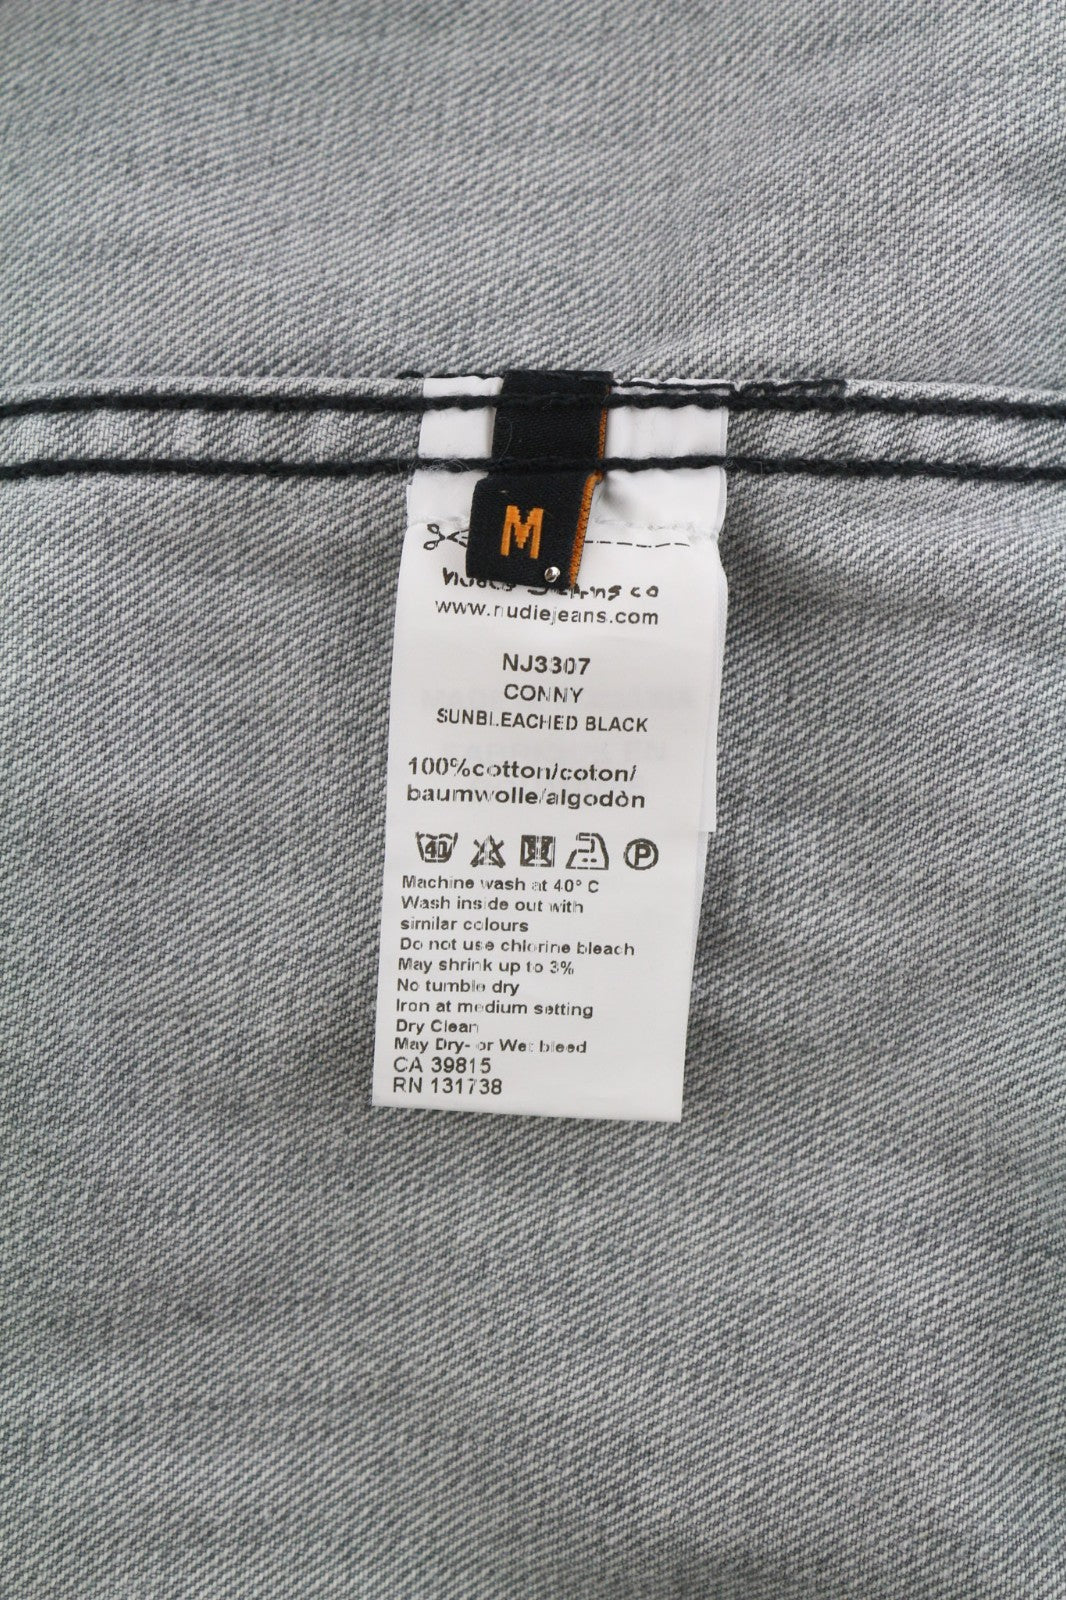 M
www.nudiejeans.com
NJ3307
CONNY
SUNBLEACHED BLACK
100%cotton/coton/
baumwolle/algodòn
40
P
Machine wash at 40° C
Wash inside out with
similar colours
Do not use chlorine bleach
May shrink up to 3%
No tumble dry
Iron at medium setting
Dry Clean
May Dry- or Wet bleed
CA 39815
RN 131738